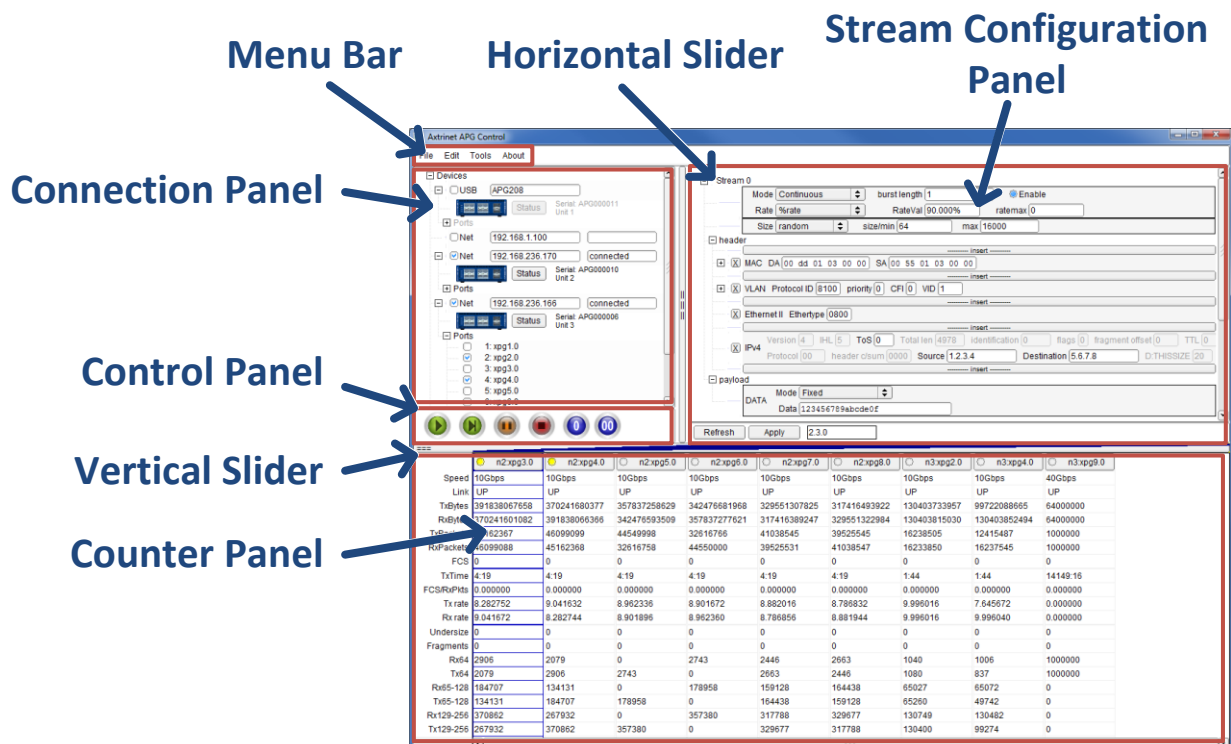 Menu Bar
Horizontal Slider
Stream Configuration
Panel
Connection Panel
Control Panel
Vertical Slider
Counter Panel
Axtrinet APG Control
File Edit Tools About
Devices
USB APG208
Status Serial: APG000011
Unit 1
Ports
Net 192.168.1.100
Net 192.168.236.170 connected
Status Serial: APG000010
Unit 2
Ports
Net 192.168.236.166 connected
Status Serial: APG000006
Unit 3
Ports
1: xpg1.0
2: xpg2.0
3: xpg3.0
4: xpg4.0
5: xpg5.0
0 00
Stream 0
Mode Continuous burst length 1 Enable
Rate %rate RateVal 90.000% ratemax 0
Size random size/min 64 max 16000
header
insert
X MAC DA 00 dd 01 03 00 00 SA 00 55 01 03 00 00
insert
X VLAN Protocol ID 8100 priority 0 CFI 0 VID 1
insert
X Ethernet II Ethertype 0800
insert
X IPv4 Version 4 IHL 5 ToS 0 Total len 4978 identification 0 flags 0 fragment offset 0 TTL 0
Protocol 00 header c/sum 0000 Source 1.2.3.4 Destination 5.6.7.8 D:THISSIZE 20
insert
payload
DATA Mode Fixed
Data 123456789abcde0f
Refresh Apply 2.3.0
n2:xpg3.0 n2:xpg4.0 n2:xpg5.0 n2:xpg6.0 n2:xpg7.0 n2:xpg8.0 n3:xpg2.0 n3:xpg4.0 n3:xpg9.0
Speed 10Gbps 10Gbps 10Gbps 10Gbps 10Gbps 10Gbps 10Gbps 10Gbps 40Gbps
Link UP UP UP UP UP UP UP UP UP
TxBytes 391838067658 370241680377 357837258629 342476681968 329551307825 317416493922 130403733957 99722088665 64000000
RxBytes 370241601082 391838066366 342476593509 357837277621 317416389247 329551322984 130403815030 130403852494 64000000
46099099 44549998 32616766 41038545 39525545 16238505 12415487 1000000
RxPackets 46099088 45162368 32616758 44550000 39525531 41038547 16233850 16237545 1000000
FCS 0 0 0 0 0 0 0 0 0
TxTime 4:19 4:19 4:19 4:19 4:19 4:19 1:44 1:44 14149:16
FCS/RxPkts 0.000000 0.000000 0.000000 0.000000 0.000000 0.000000 0.000000 0.000000 0.000000
Tx rate 8.282752 9.041632 8.962336 8.901672 8.882016 8.786832 9.996016 7.645672 0.000000
Rx rate 9.041672 8.282744 8.901896 8.962360 8.786856 8.881944 9.996016 9.996040 0.000000
Undersize 0 0 0 0 0 0 0 0 0
Fragments 0 0 0 0 0 0 0 0 0
Rx64 2906 2079 0 2743 2446 2663 1040 1006 1000000
Tx64 2079 2906 2743 0 2663 2446 1080 837 1000000
Rx65-128 184707 134131 0 178958 159128 164438 65027 65072 0
Tx65-128 134131 184707 178958 0 164438 159128 65260 49742 0
Rx129-256 370862 267932 0 357380 317788 329677 130749 130482 0
Tx129-256 267932 370862 357380 0 329677 317788 130400 99274 0